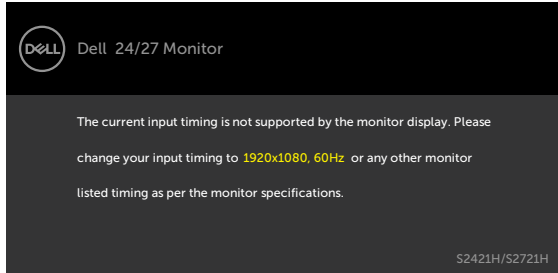 DELL
Dell 24/27 Monitor
The current input timing is not supported by the monitor display. Please
change your input timing to 1920x1080, 60Hz or any other monitor
listed timing as per the monitor specifications.
S2421H/S2721H